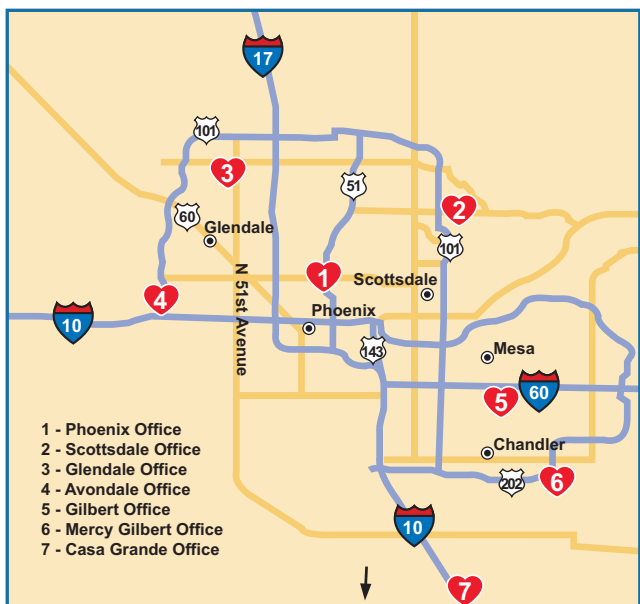 17
101
3
51
60
2
Glendale
101
1
Scottsdale
4
N 51st Avenue
Phoenix
10
143
Mesa
60
5
1 - Phoenix Office
2 - Scottsdale Office
3 - Glendale Office
4 - Avondale Office
5 - Gilbert Office
6 - Mercy Gilbert Office
7 - Casa Grande Office
Chandler
202
6
10
7